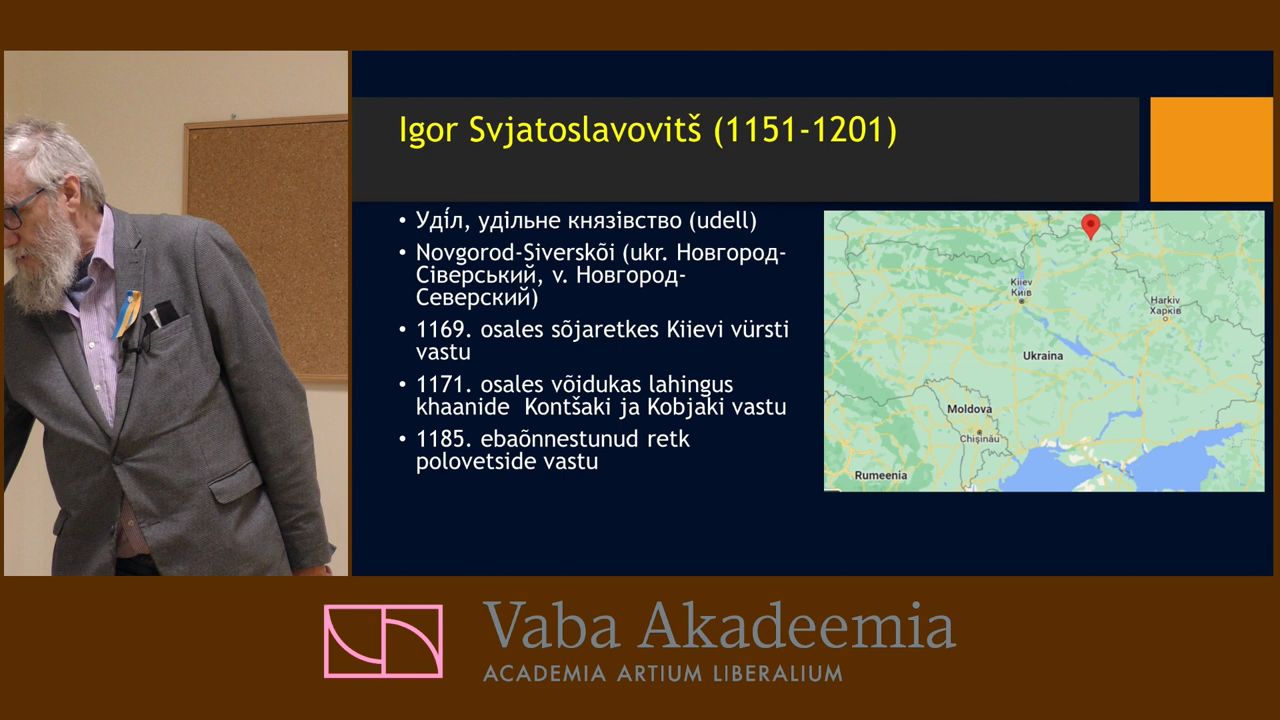 Igor Svjatoslavovitš (1151-1201)
• Уді́л, удільне князівство (udell)
• Novgorod-Siverskõi (ukr. Новгород-
Сіверський, v. Новгород-
Северский)
• 1169. osales sõjaretkes Kiievi vürsti
vastu
• 1171. osales võidukas lahingus
khaanide Kontšaki ja Kobjaki vastu
• 1185. ebaõnnestunud retk
polovetside vastu
Kiiev
Київ
Harkiv
Харків
Ukraina
Moldova
Chișinău
Rumeenia
Vaba Akadeemia
ACADEMIA ARTIUM LIBERALIUM